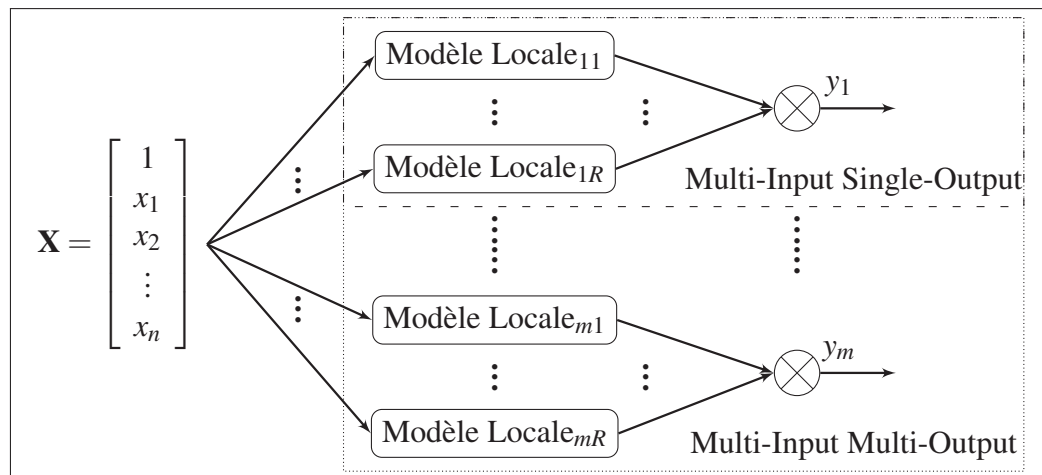 Modèle Locale₁₁
y₁
Modèle Locale₁R
Multi-Input Single-Output
X =
1
x₁
x₂
⋮
xₙ
Modèle Localeₘ₁
yₘ
Modèle LocaleₘR
Multi-Input Multi-Output